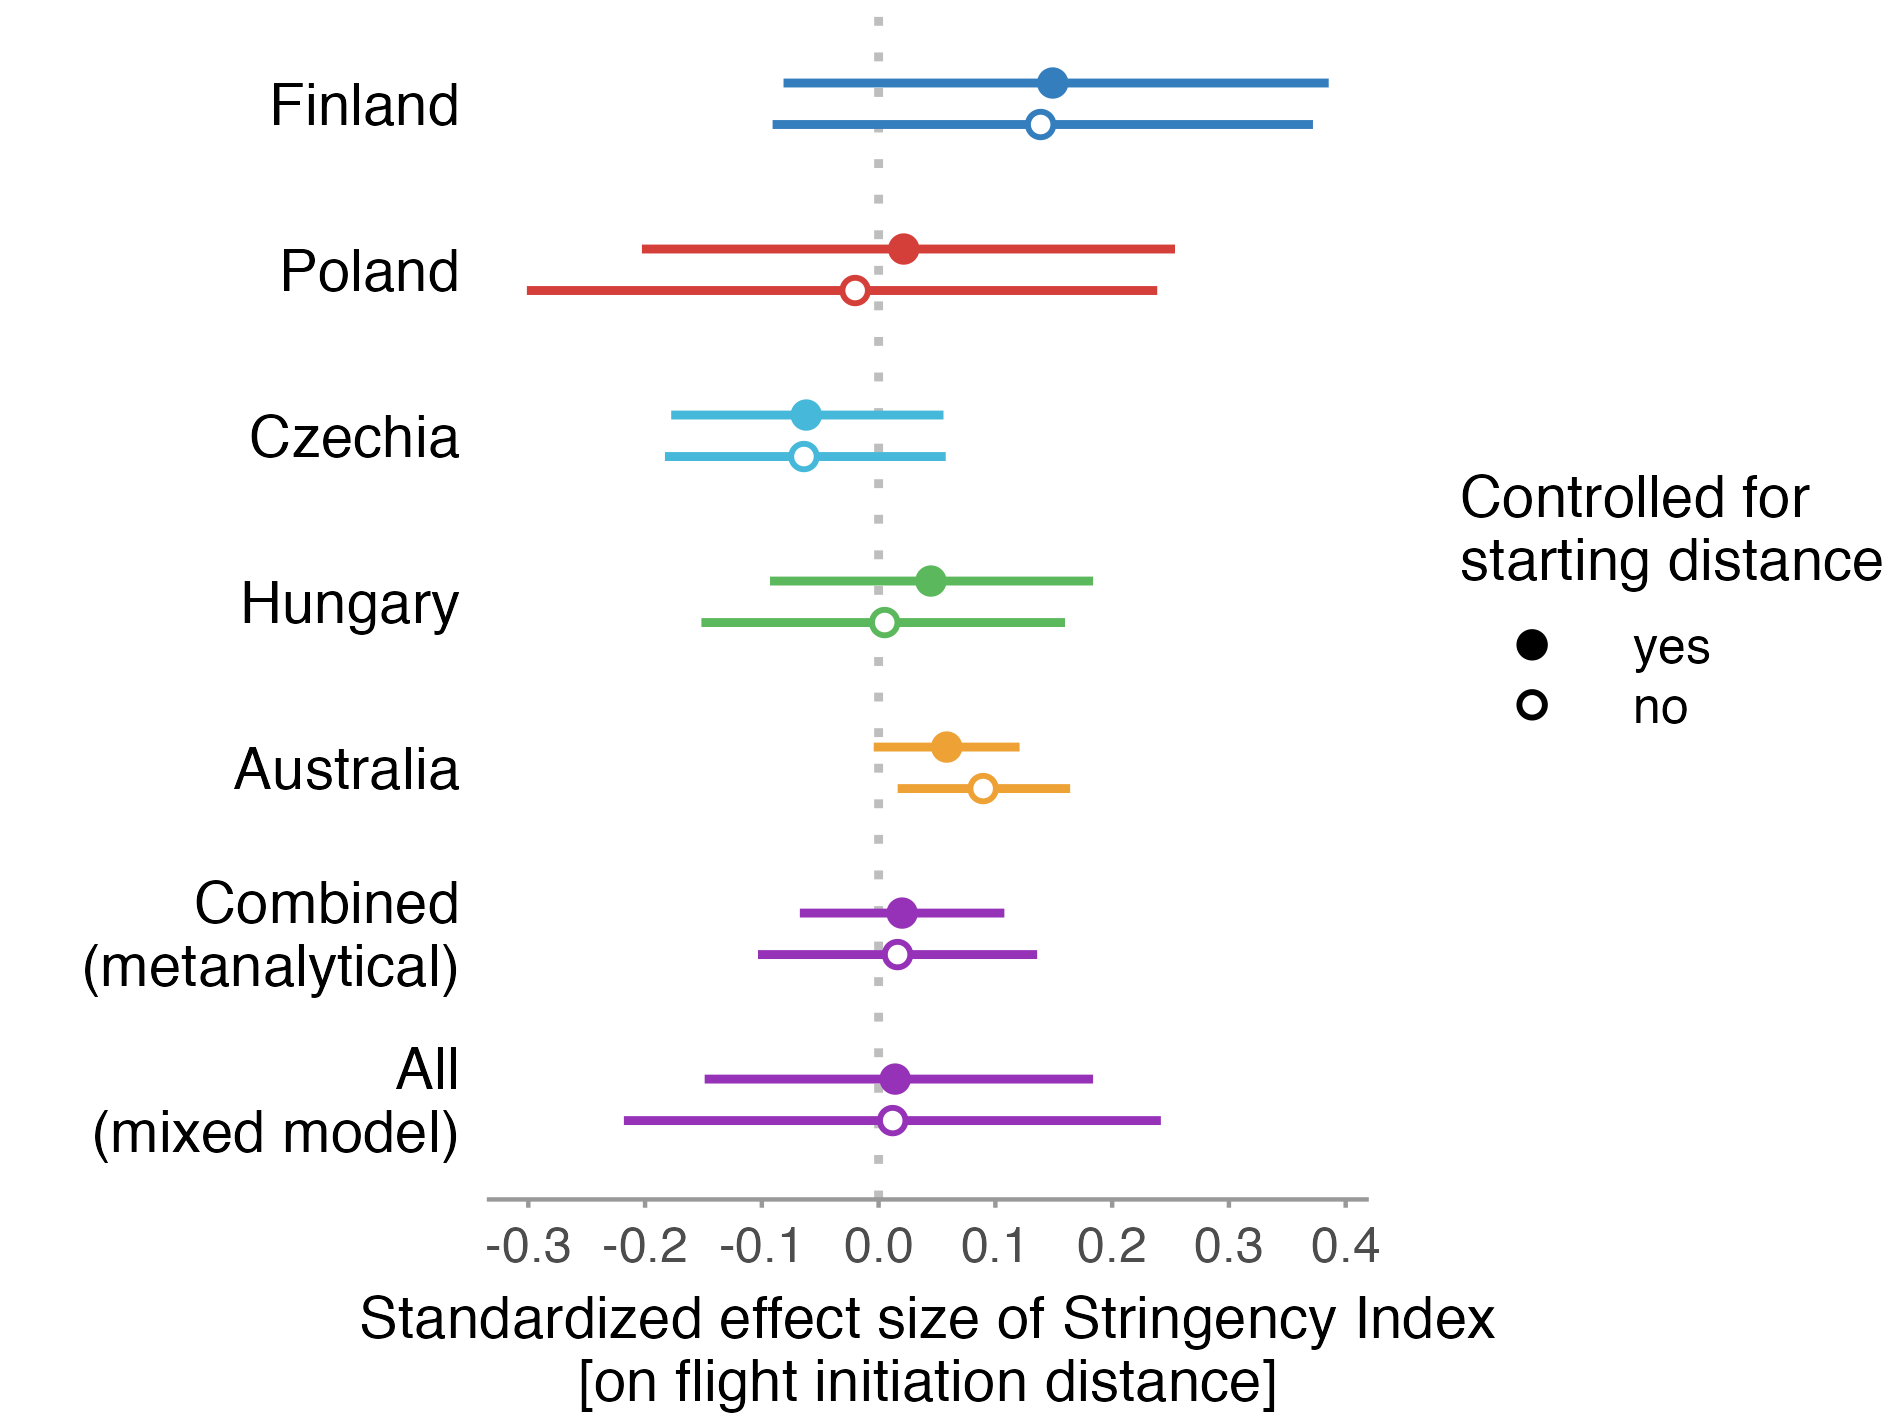 Finland
Poland
Czechia
Hungary
Australia
Combined
(metanalytical)
All
(mixed model)
Controlled for
starting distance
yes
no
-0.3 -0.2 -0.1 0.0 0.1 0.2 0.3 0.4
Standardized effect size of Stringency Index
[on flight initiation distance]